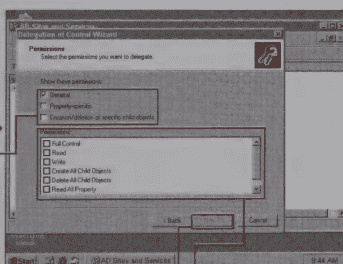 AD Sites and Services
Delegation of Control Wizard
Permissions
Select the permissions you want to delegate.
Show these permissions:
General
Property-specific
Creation/deletion of specific child objects
Permissions:
Full Control
Read
Write
Create All Child Objects
Delete All Child Objects
Read All Property
< Back
Cancel
Start
AD Sites and Services
9:44 AM